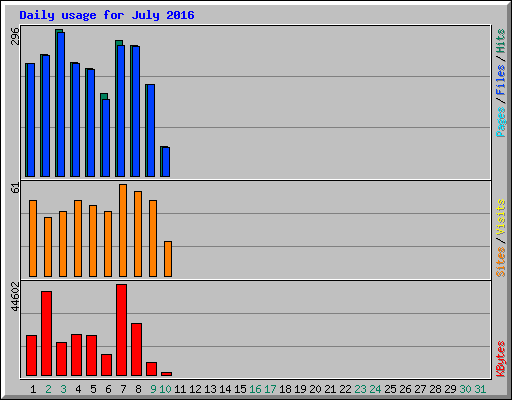 Daily usage for July 2016
296
Pages / Files / Hits
61
Sites / Visits
44602
KBytes
1 2 3 4 5 6 7 8 9 10 11 12 13 14 15 16 17 18 19 20 21 22 23 24 25 26 27 28 29 30 31